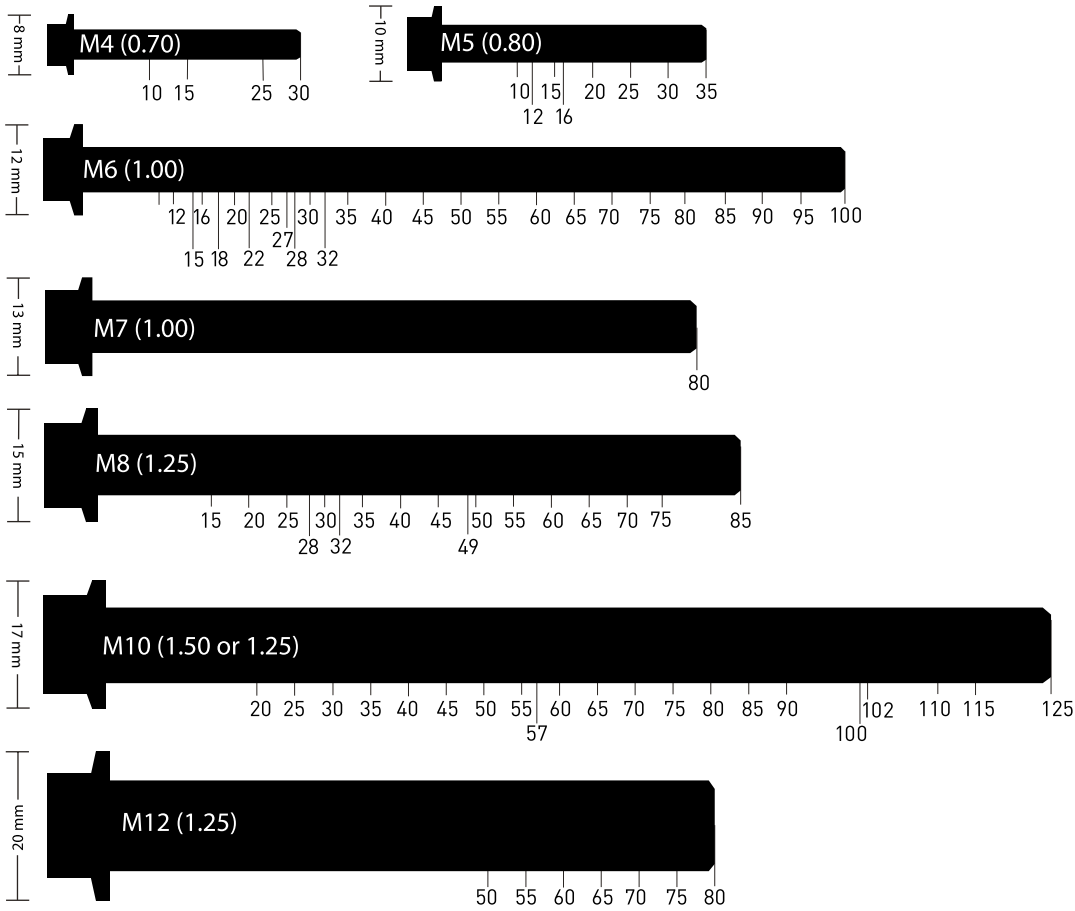 8 mm
M4 (0.70)
10 15 25 30
10 mm
M5 (0.80)
10 15 20 25 30 35
12 16
12 mm
M6 (1.00)
12 16 20 25 30 35 40 45 50 55 60 65 70 75 80 85 90 95 100
27
15 18 22 28 32
13 mm
M7 (1.00)
80
15 mm
M8 (1.25)
15 20 25 30 35 40 45 50 55 60 65 70 75 85
28 32 49
17 mm
M10 (1.50 or 1.25)
20 25 30 35 40 45 50 55 60 65 70 75 80 85 90 102 110 115 125
57 100
20 mm
M12 (1.25)
50 55 60 65 70 75 80